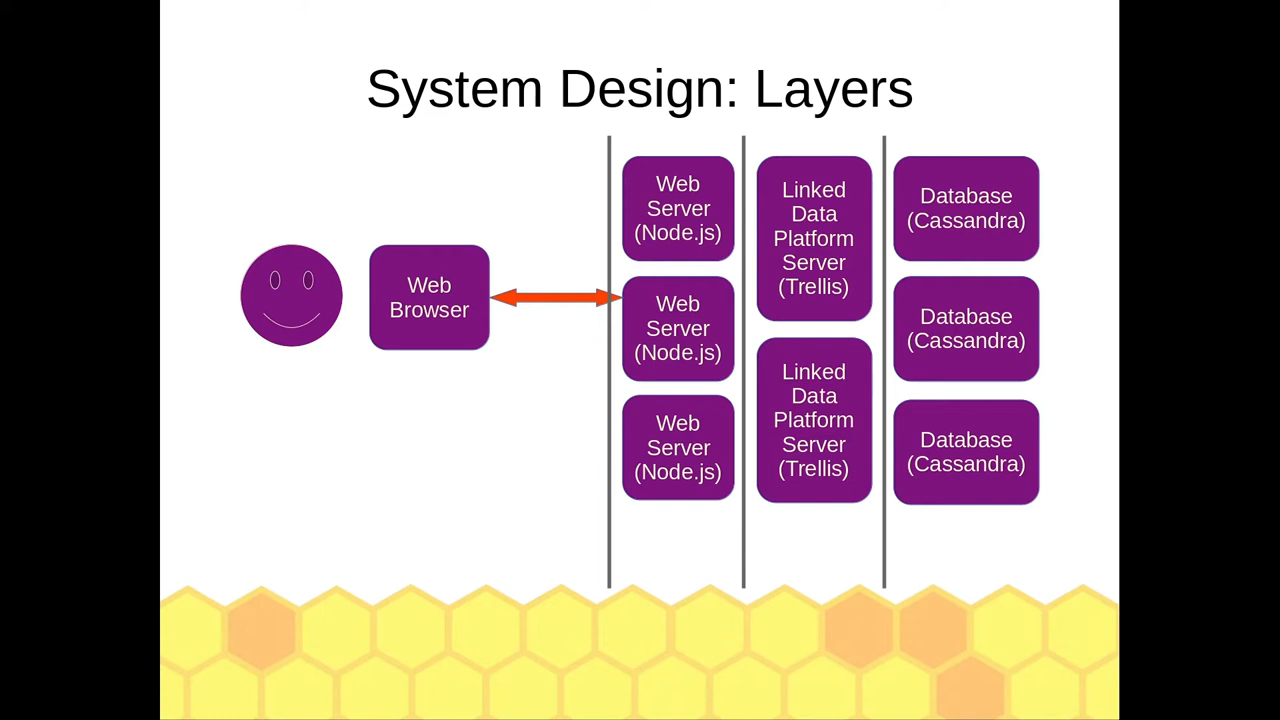 System Design: Layers
Web
Browser
Web
Server
(Node.js)
Web
Server
(Node.js)
Web
Server
(Node.js)
Linked
Data
Platform
Server
(Trellis)
Linked
Data
Platform
Server
(Trellis)
Database
(Cassandra)
Database
(Cassandra)
Database
(Cassandra)